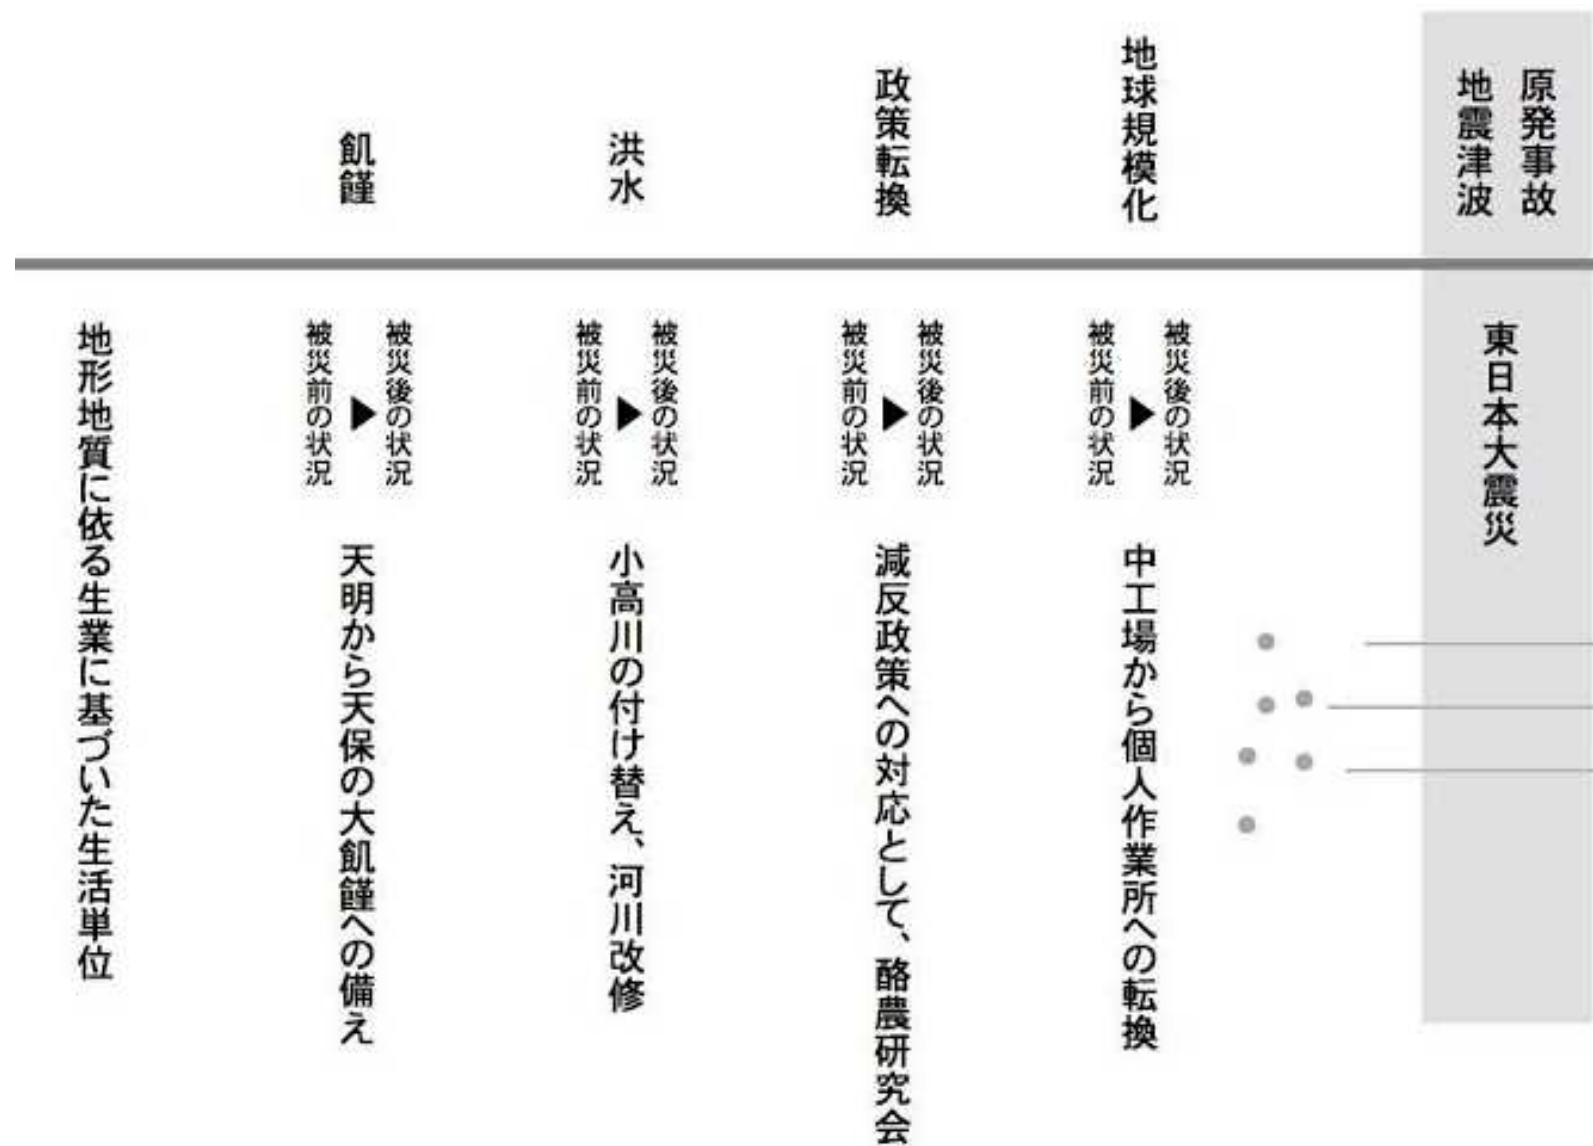 飢饉
洪水
政策転換
地球規模化
原発事故
地震津波
地形地質に依る生業に基づいた生活単位
被災前の状況
▶
被災後の状況
天明から天保の大飢饉への備え
被災前の状況
▶
被災後の状況
小高川の付け替え、河川改修
被災前の状況
▶
被災後の状況
減反政策への対応として、酪農研究会
被災前の状況
▶
被災後の状況
中工場から個人作業所への転換
東日本大震災